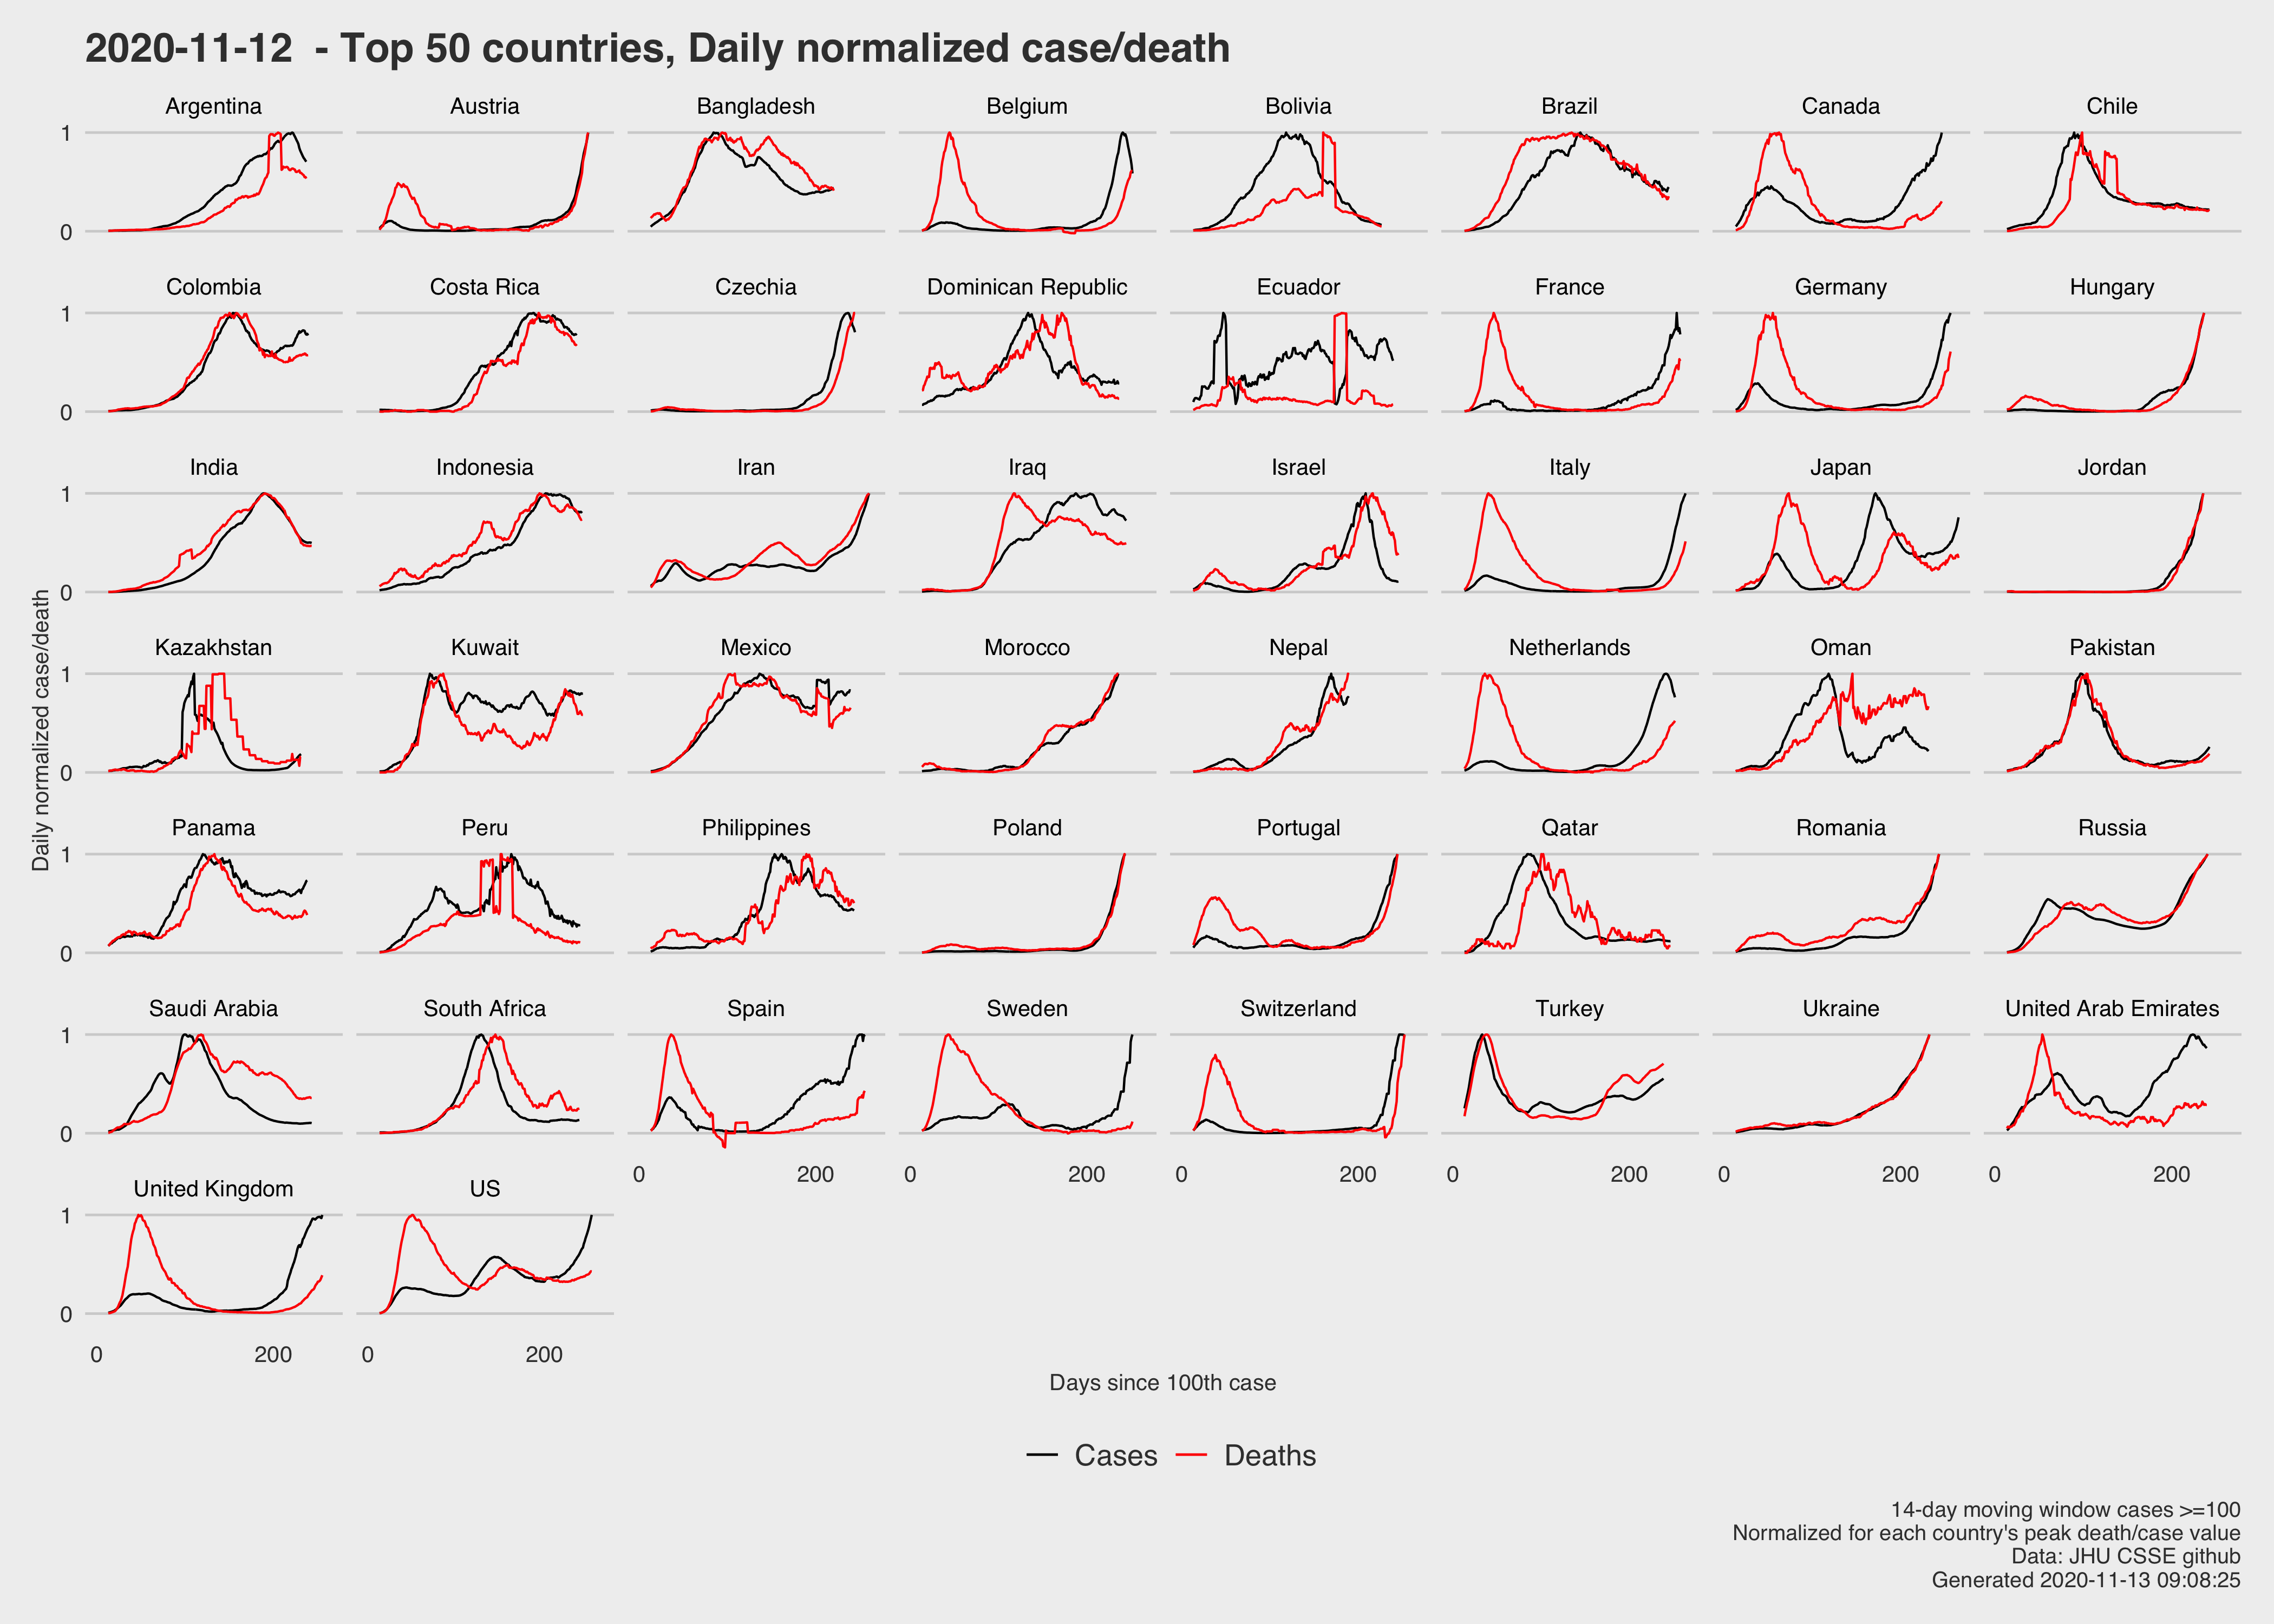 2020-11-12  - Top 50 countries, Daily normalized case/death
Argentina Austria Bangladesh Belgium Bolivia Brazil Canada Chile
1
0
Colombia Costa Rica Czechia Dominican Republic Ecuador France Germany Hungary
1
0
India Indonesia Iran Iraq Israel Italy Japan Jordan
1
0
Daily normalized case/death
Kazakhstan Kuwait Mexico Morocco Nepal Netherlands Oman Pakistan
1
0
Panama Peru Philippines Poland Portugal Qatar Romania Russia
1
0
Saudi Arabia South Africa Spain Sweden Switzerland Turkey Ukraine United Arab Emirates
1
0
0 200 0 200 0 200 0 200 0 200 0 200
United Kingdom US
1
0
0 200 0 200
Days since 100th case
Cases Deaths
14-day moving window cases >=100
Normalized for each country's peak death/case value
Data: JHU CSSE github
Generated 2020-11-13 09:08:25